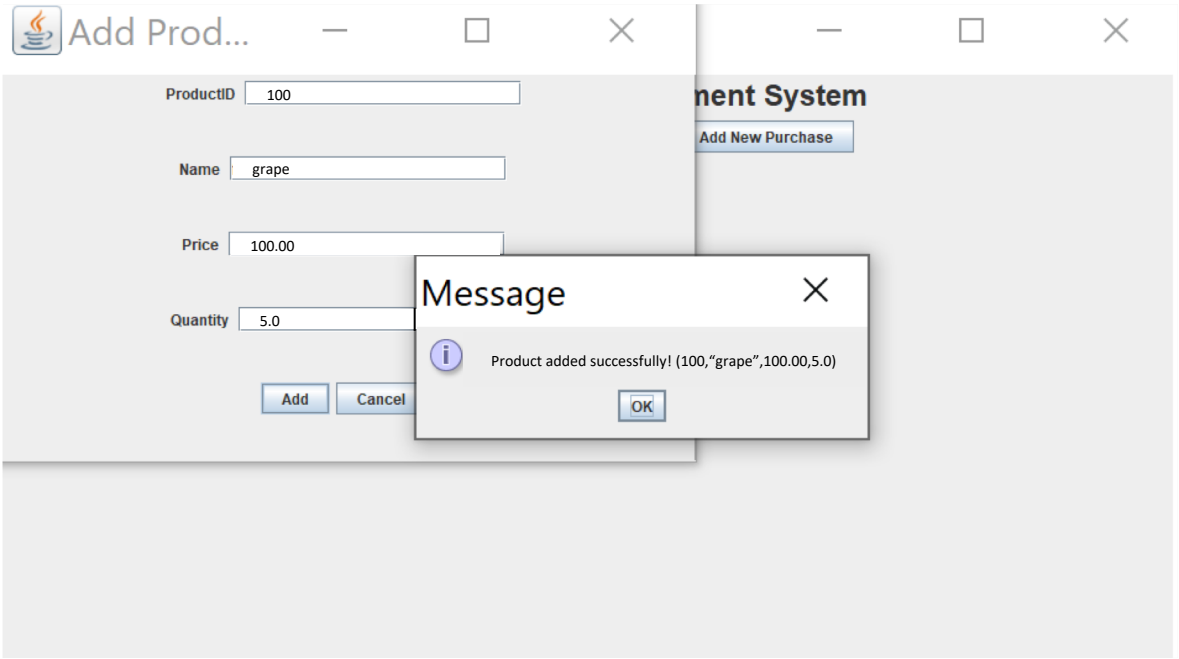 Add Prod...
ment System
ProductID 100
Add New Purchase
Name grape
Price 100.00
Message
Quantity 5.0
Product added successfully! (100,“grape”,100.00,5.0)
Add Cancel
OK